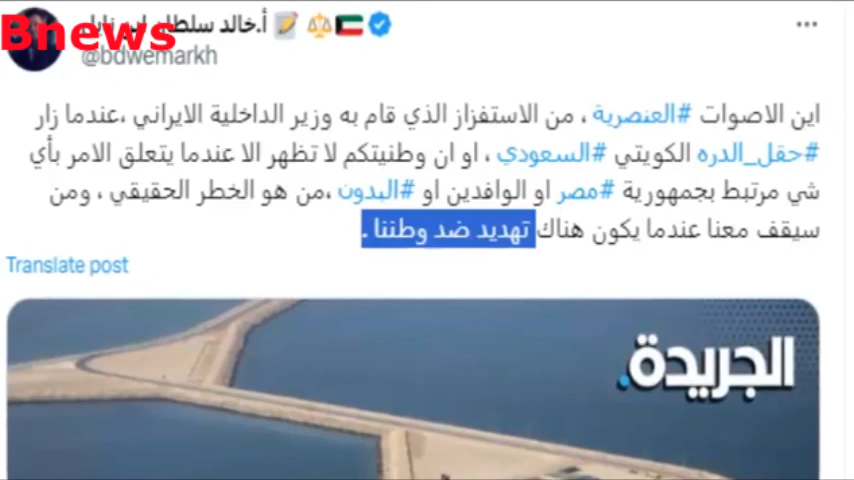 Bnews
أ.خالد سلطان
@bdwemarkh
اين الاصوات #العنصرية ، من الاستفزاز الذي قام به وزير الداخلية الايراني ،عندما زار
#حقل_الدره الكويتي #السعودي ، او ان وطنيتكم لا تظهر الا عندما يتعلق الامر بأي
شي مرتبط بجمهورية #مصر او الوافدين او #البدون ،من هو الخطر الحقيقي ، ومن
سيقف معنا عندما يكون هناك تهديد ضد وطننا .
Translate post
الجريدة.